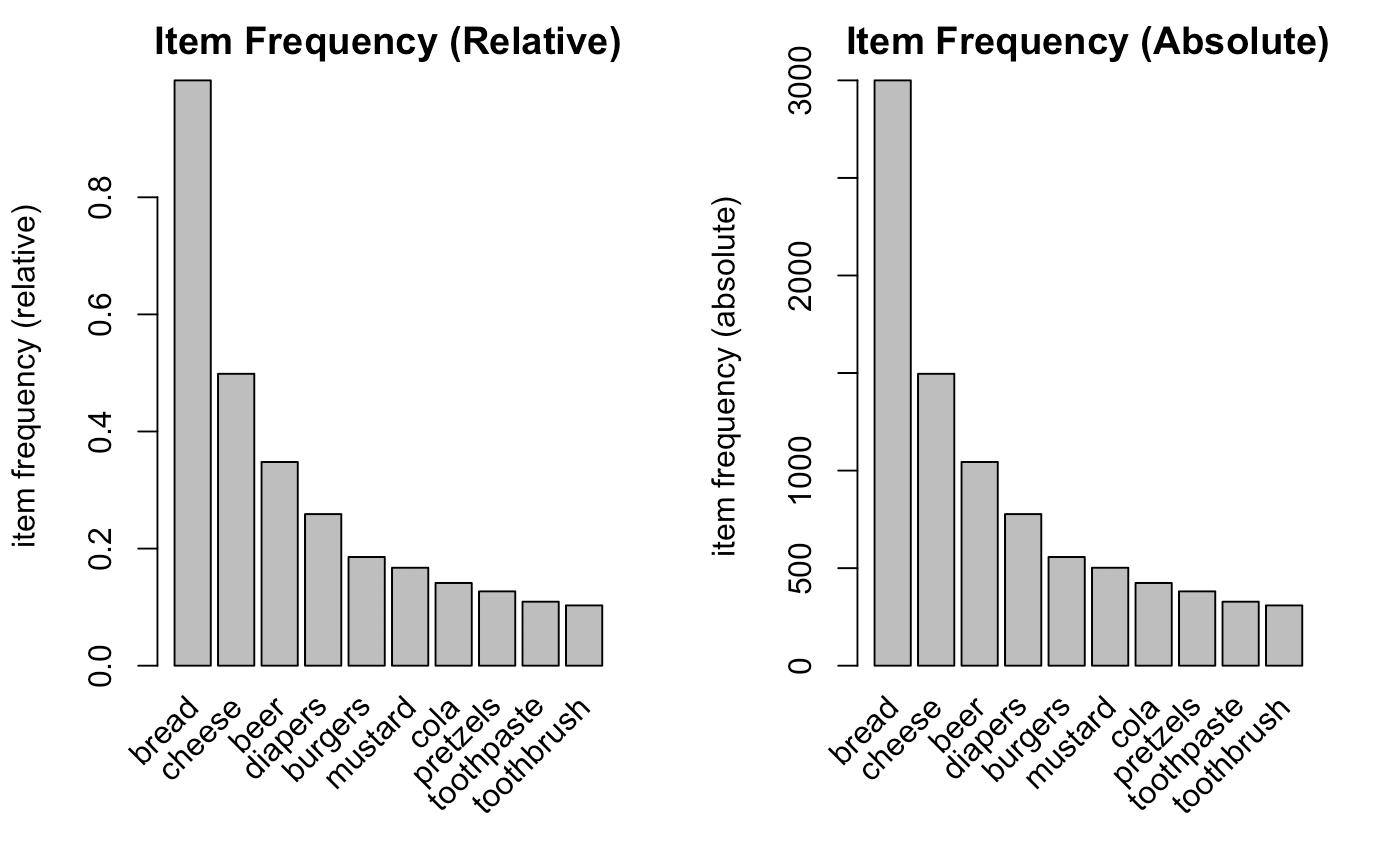 Item Frequency (Relative)
item frequency (relative)
0.8
0.6
0.4
0.2
0.0
bread
cheese
beer
diapers
burgers
mustard
cola
pretzels
toothpaste
toothbrush
Item Frequency (Absolute)
item frequency (absolute)
3000
2000
1000
500
0
bread
cheese
beer
diapers
burgers
mustard
cola
pretzels
toothpaste
toothbrush